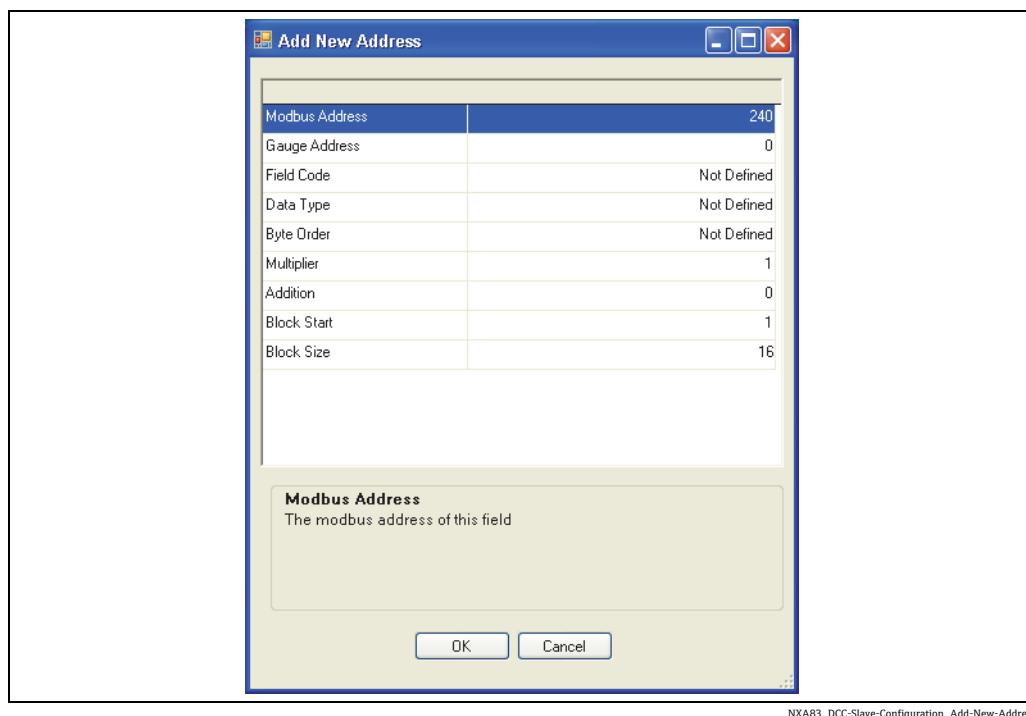 Add New Address
Modbus Address 240
Gauge Address 0
Field Code Not Defined
Data Type Not Defined
Byte Order Not Defined
Multiplier 1
Addition 0
Block Start 1
Block Size 16
Modbus Address
The modbus address of this field
OK Cancel